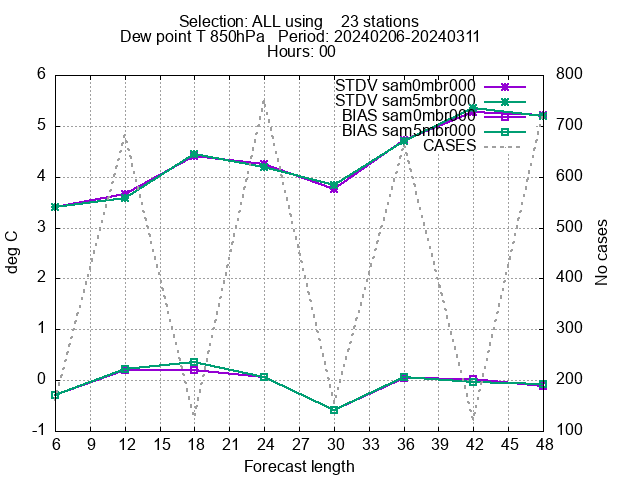 Selection: ALL using    23 stations
Dew point T 850hPa   Period: 20240206-20240311
Hours: 00
STDV sam0mbr000
STDV sam5mbr000
BIAS sam0mbr000
BIAS sam5mbr000
CASES
deg C
6
5
4
3
2
1
0
-1
800
700
600
500
400
300
200
100
No cases
6 9 12 15 18 21 24 27 30 33 36 39 42 45 48
Forecast length